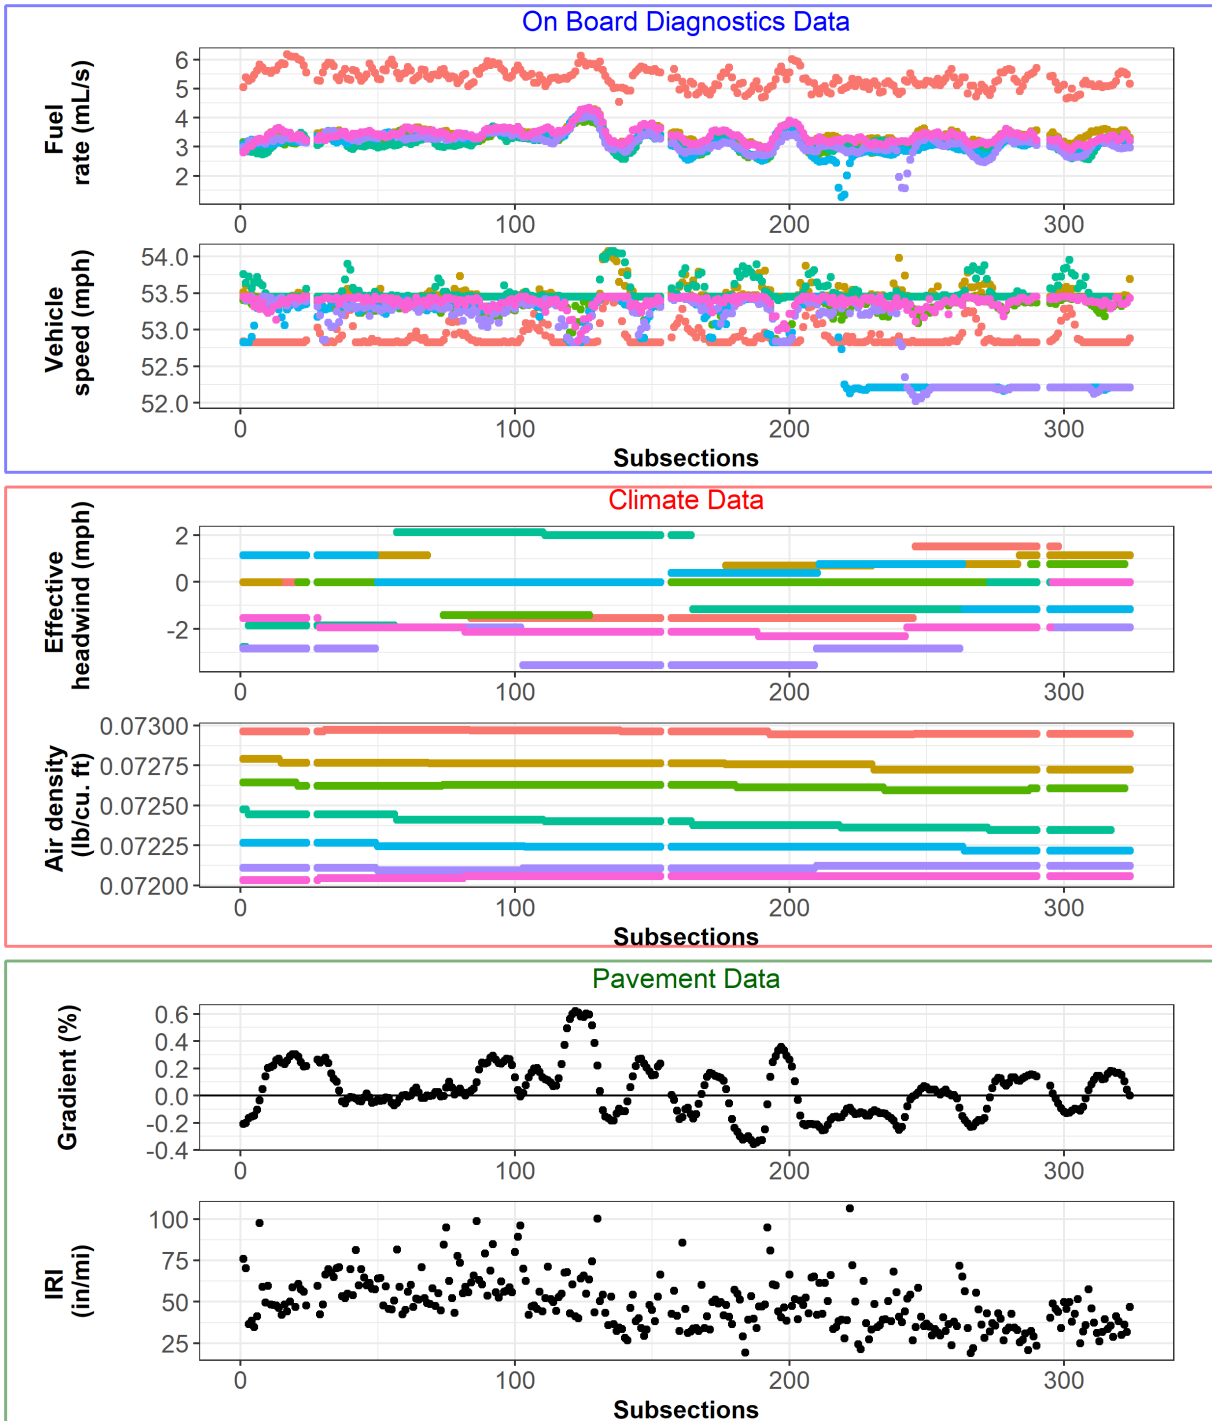 On Board Diagnostics Data
Fuel
rate (mL/s)
6
5
4
3
2
0 100 200 300
Vehicle
speed (mph)
54.0
53.5
53.0
52.5
52.0
0 100 200 300
Subsections
Climate Data
Effective
headwind (mph)
2
0
-2
0 100 200 300
Air density
(lb/cu. ft)
0.07300
0.07275
0.07250
0.07225
0.07200
0 100 200 300
Subsections
Pavement Data
Gradient (%)
0.6
0.4
0.2
0.0
-0.2
-0.4
0 100 200 300
IRI
(in/mi)
100
75
50
25
0 100 200 300
Subsections